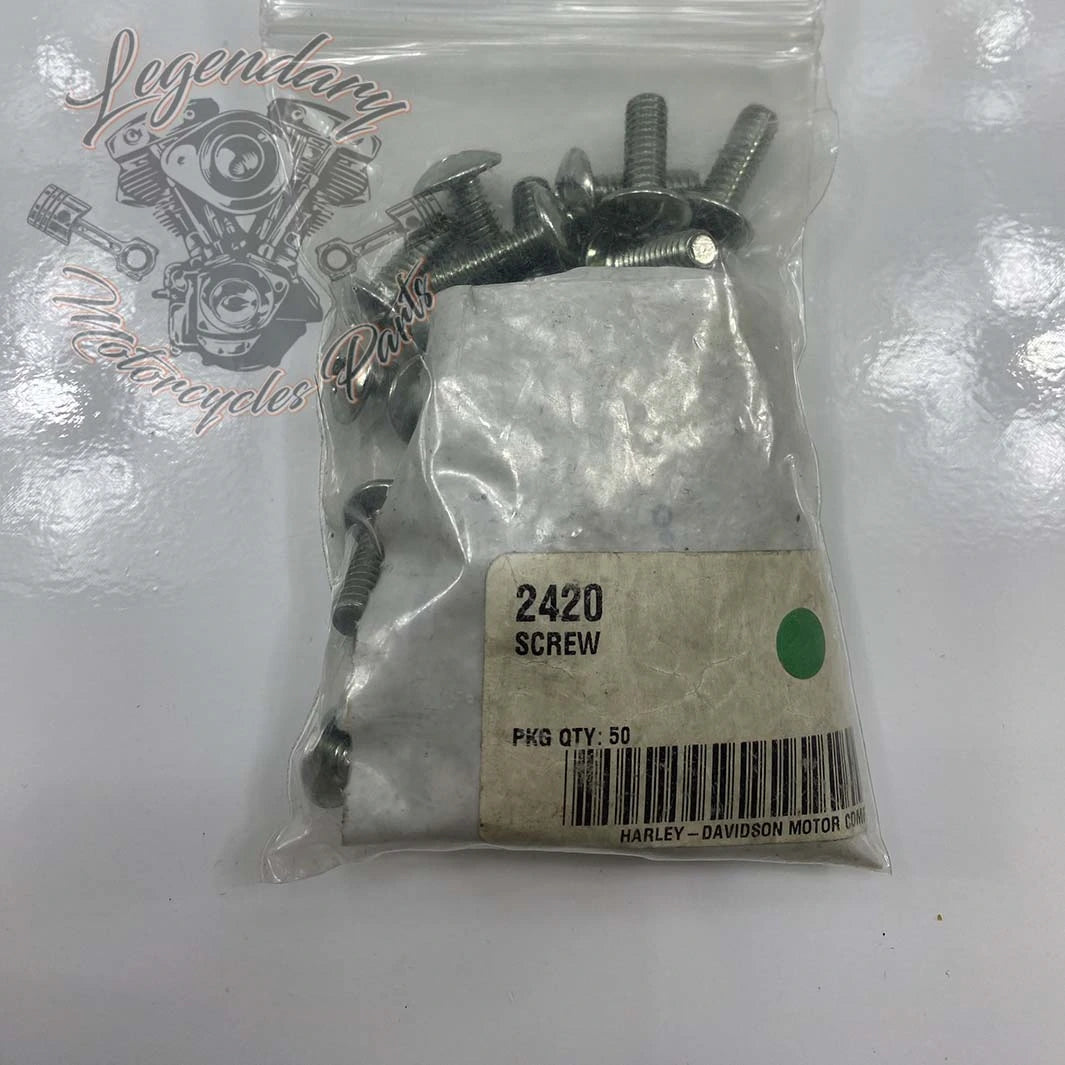 Legendary
Motorcycles Parts
2420
SCREW
PKG QTY: 50
HARLEY-DAVIDSON MOTOR COM